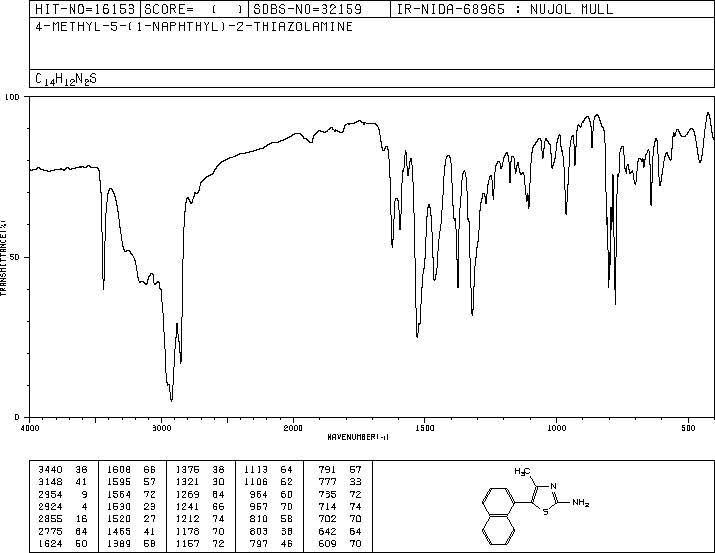 HIT-NO=16153 SCORE= ( ) SDBS-NO=32159 IR-NIDA-68965 : NUJOL MULL
4-METHYL-5-(1-NAPHTHYL)-2-THIAZOLAMINE
C14H12N2S
100
TRANSMITTANCE(%)
50
0
4000 3000 2000 1500 1000 500
WAVENUMBER(-1)
3440 38 1608 66 1376 38 1113 64 791 57
3148 41 1595 57 1321 30 1106 62 777 33
2954 9 1564 72 1269 64 964 60 735 72
2924 4 1530 23 1241 66 957 70 714 74
2855 16 1520 27 1212 74 810 58 702 70
2775 64 1465 41 1178 70 803 38 642 64
1624 50 1389 58 1157 72 797 46 609 70
H3C
N
NH2
S